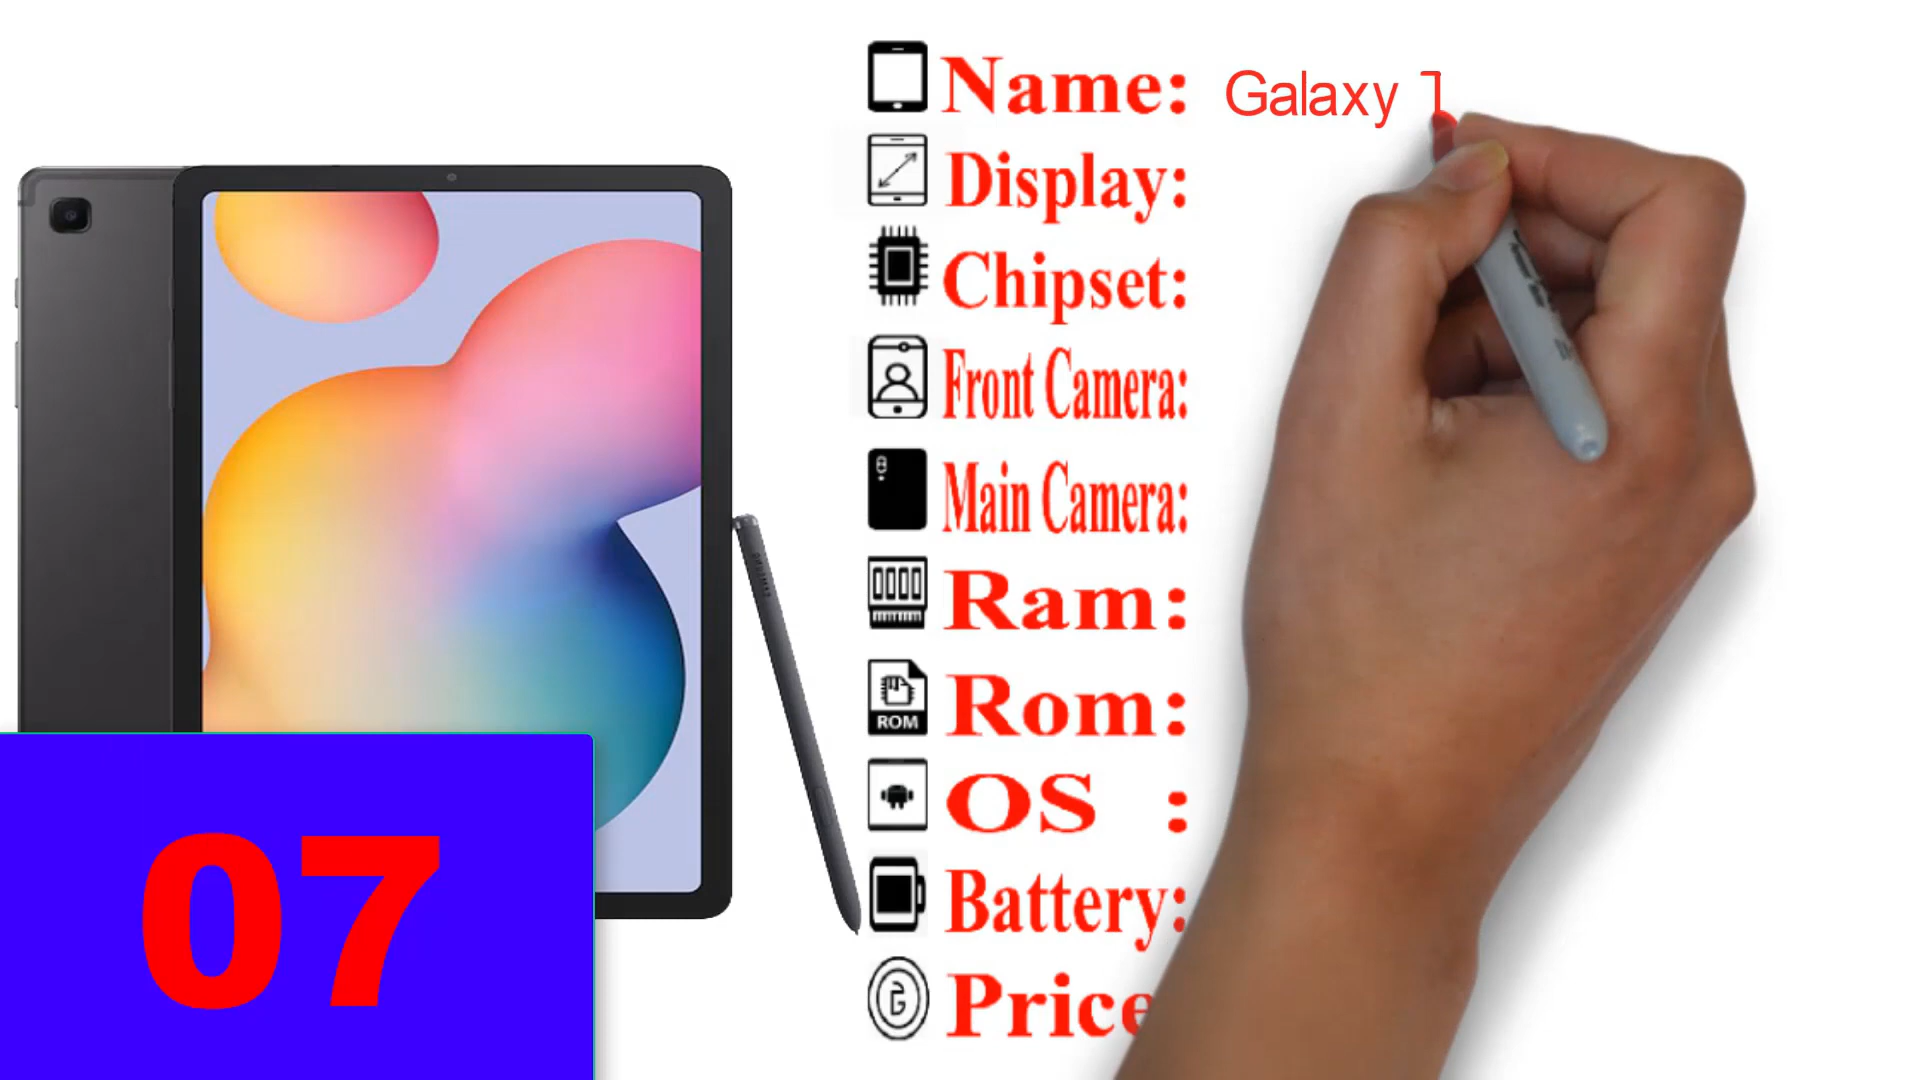 Name: Galaxy T
Display:
Chipset:
Front Camera:
Main Camera:
Ram:
ROM
Rom:
OS :
Battery:
Price
07